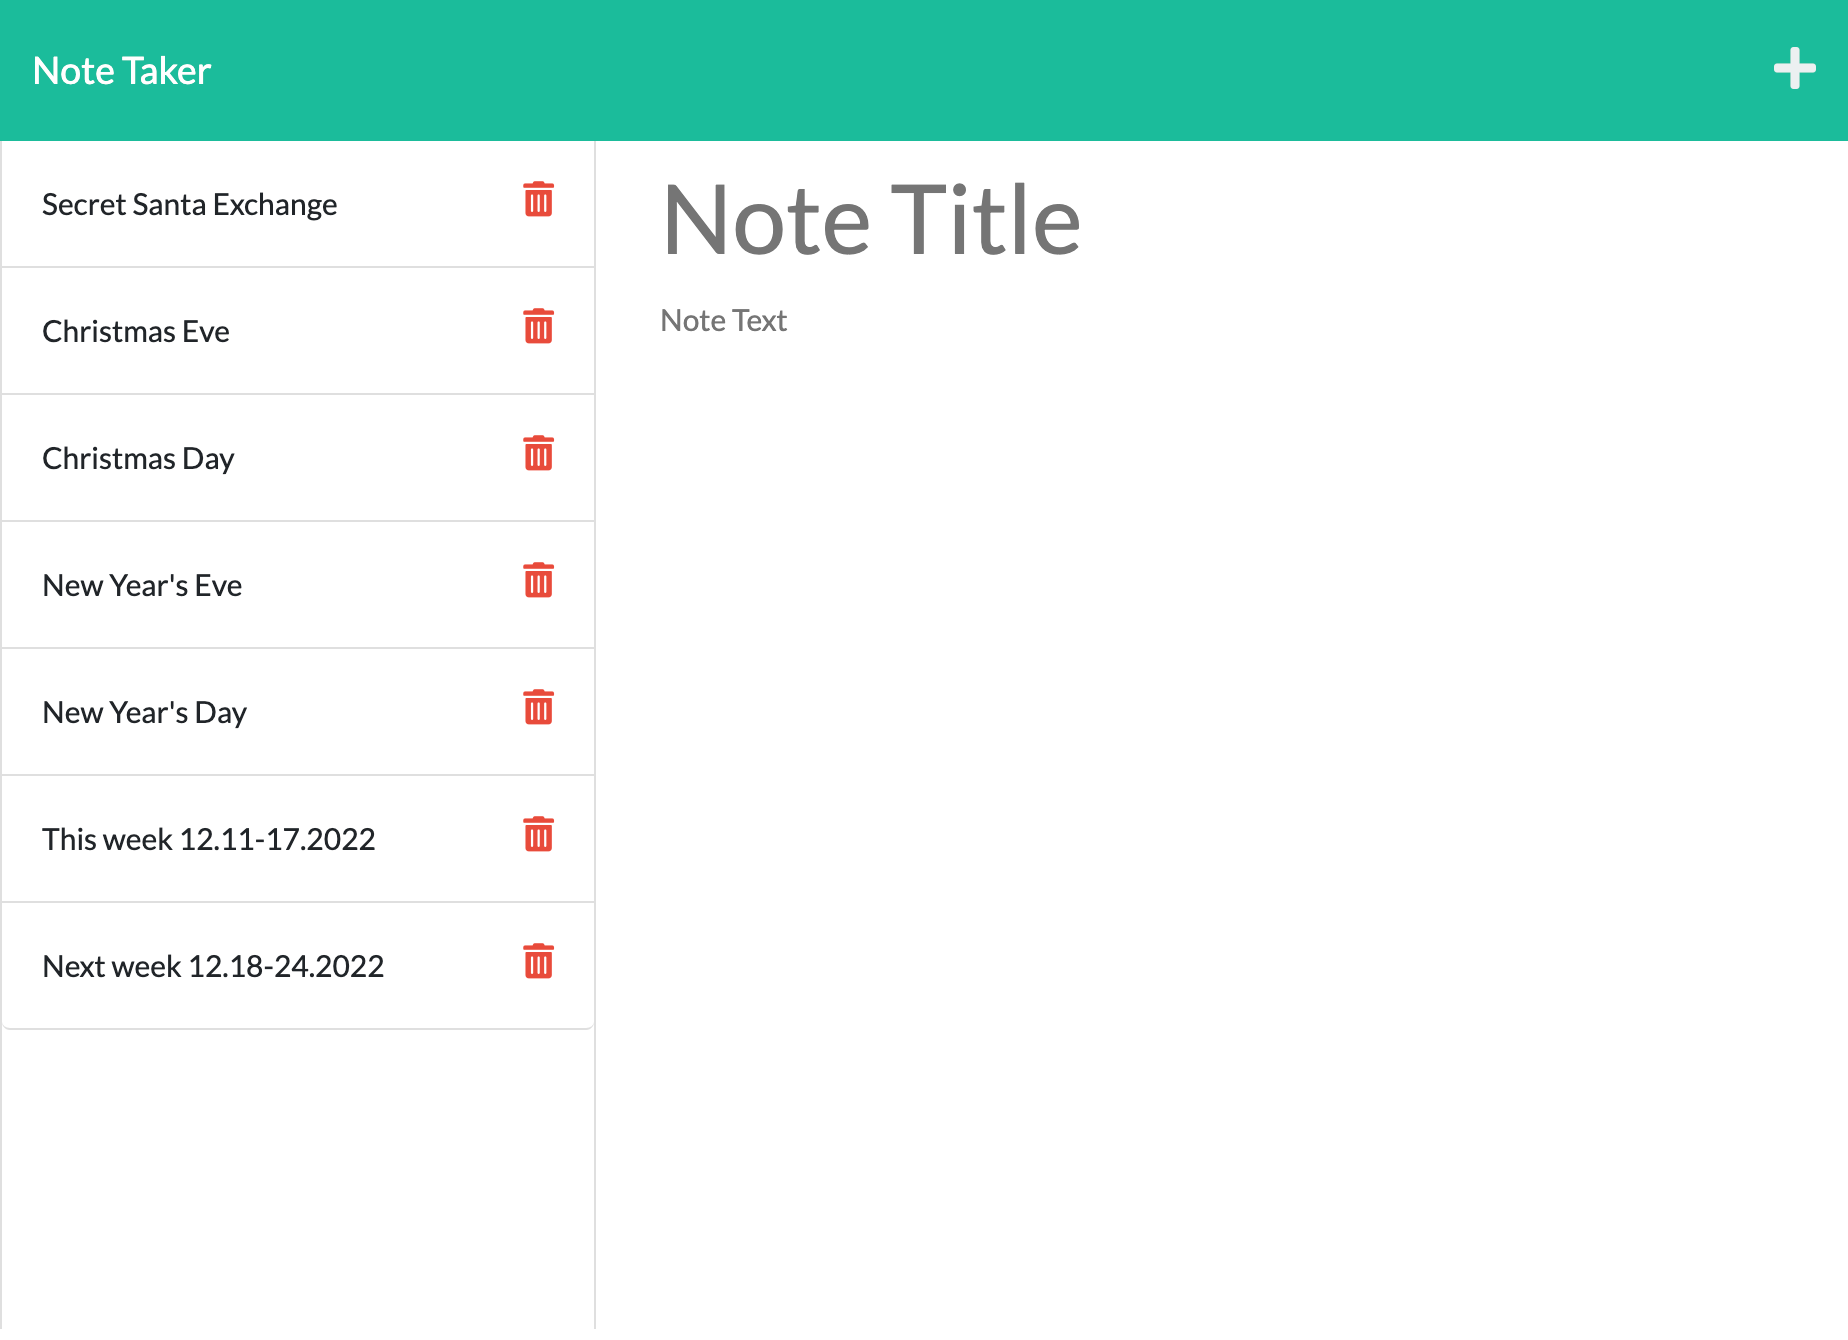 Note Taker
Secret Santa Exchange
Christmas Eve
Christmas Day
New Year's Eve
New Year's Day
This week 12.11-17.2022
Next week 12.18-24.2022
Note Title
Note Text